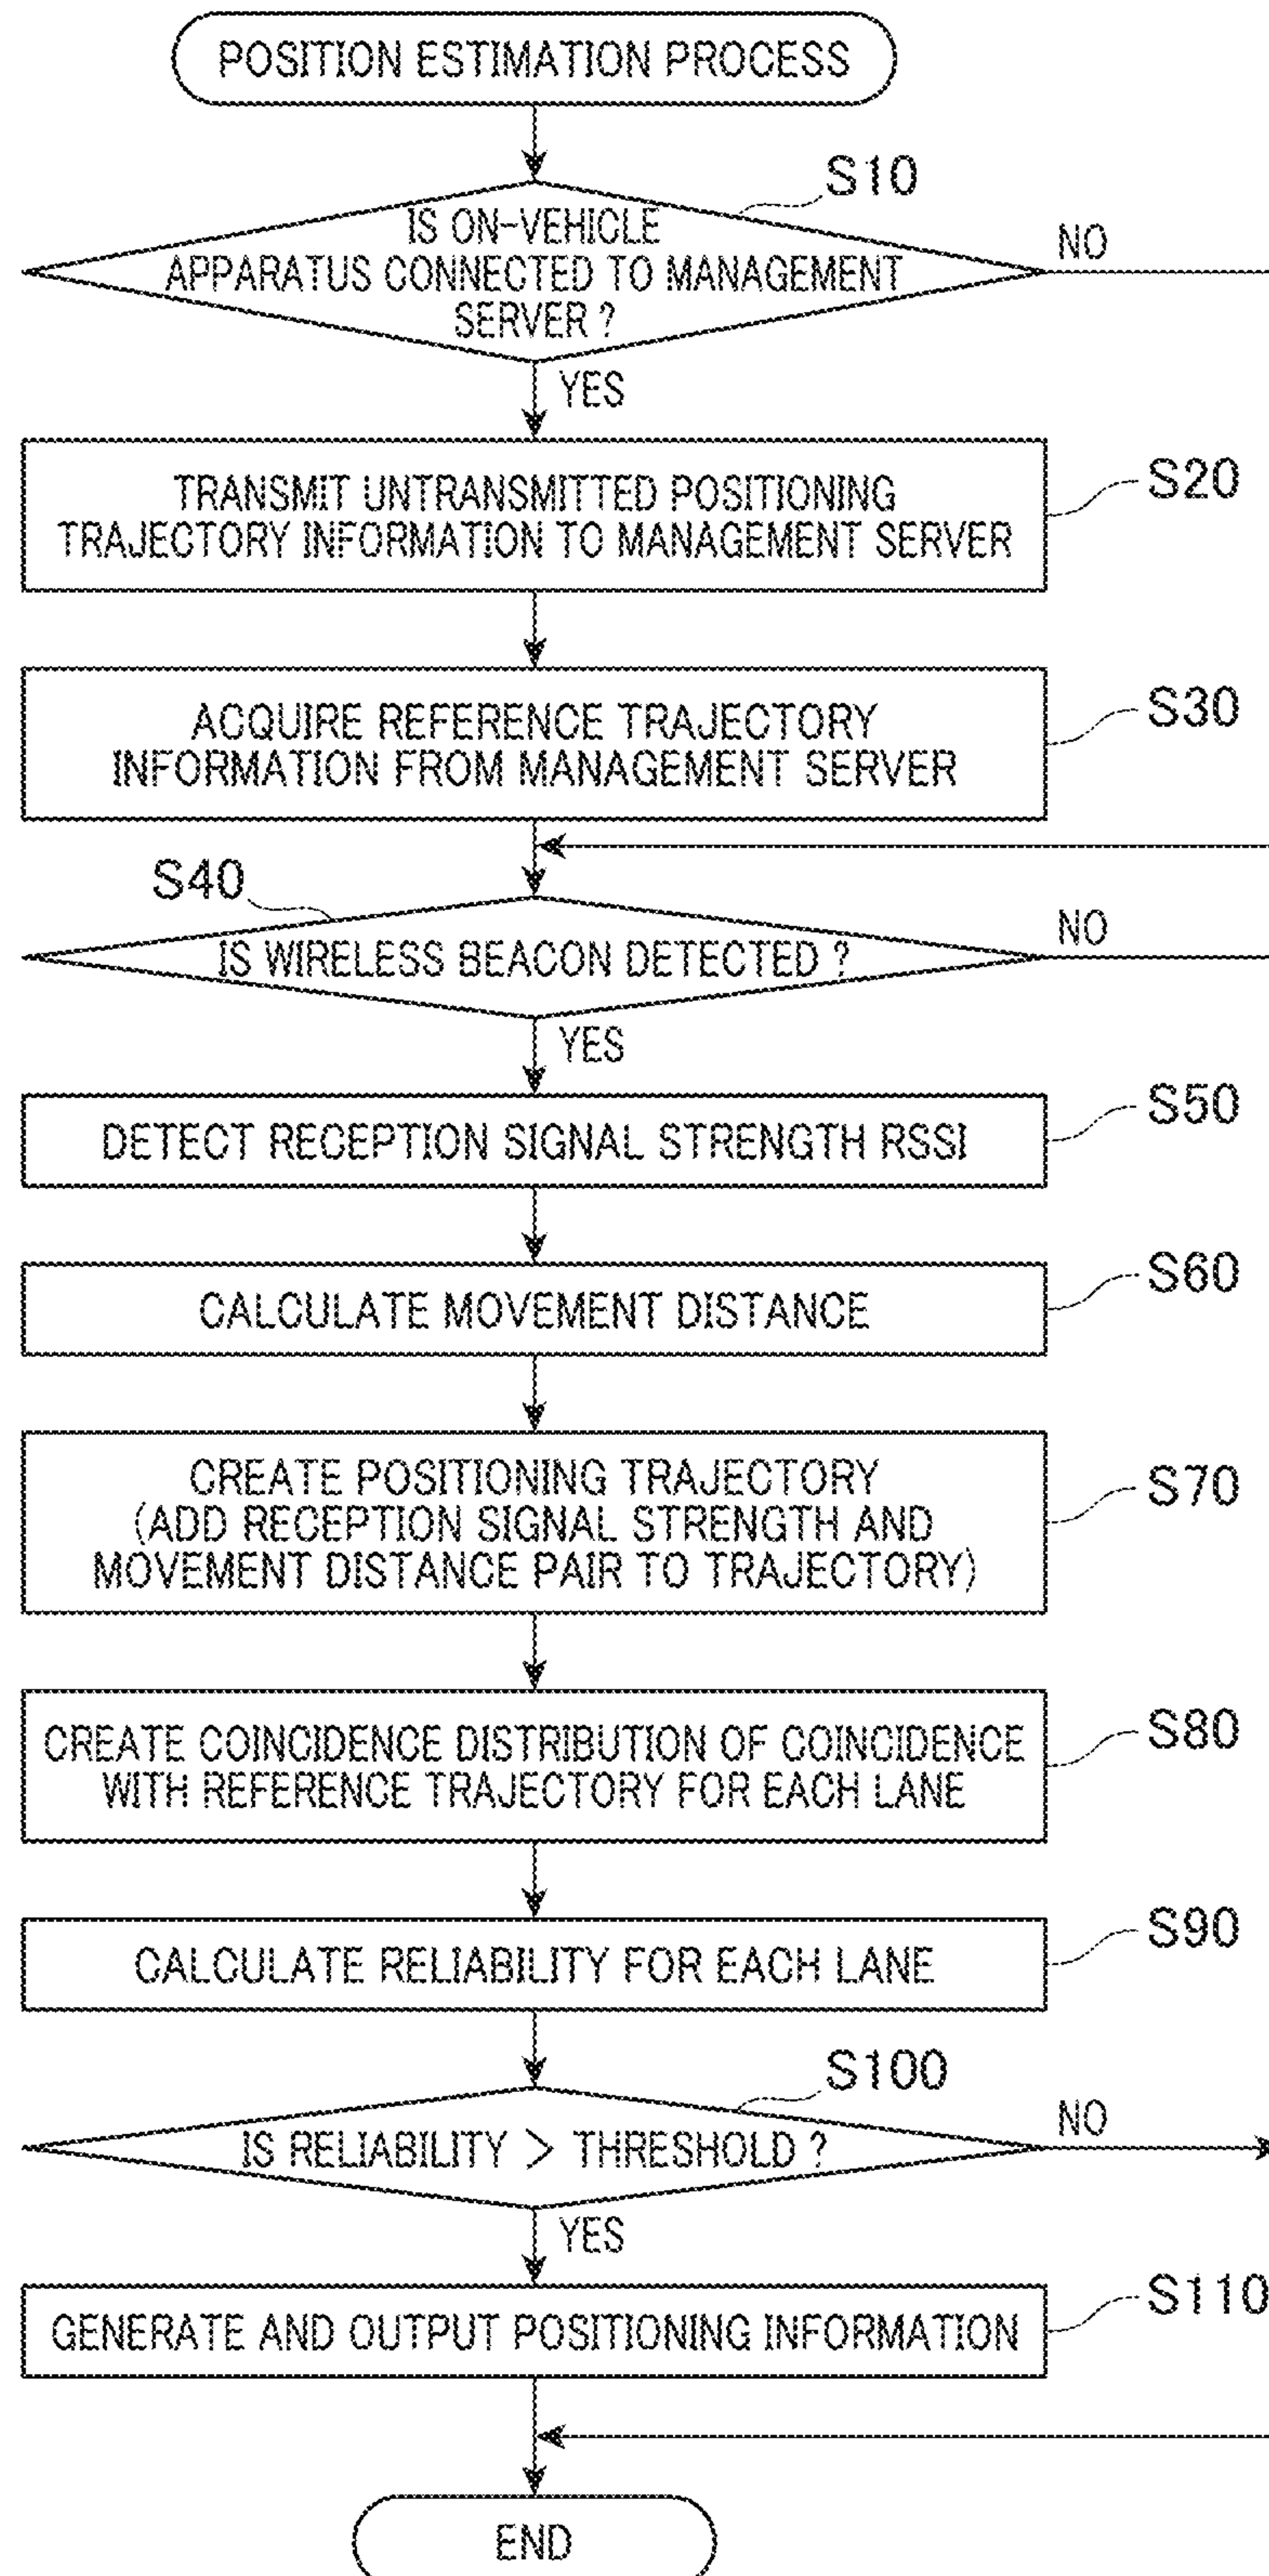 POSITION ESTIMATION PROCESS
S10
IS ON-VEHICLE
APPARATUS CONNECTED TO MANAGEMENT
SERVER ?
NO
YES
TRANSMIT UNTRANSMITTED POSITIONING
TRAJECTORY INFORMATION TO MANAGEMENT SERVER
S20
ACQUIRE REFERENCE TRAJECTORY
INFORMATION FROM MANAGEMENT SERVER
S30
S40
IS WIRELESS BEACON DETECTED ?
NO
YES
DETECT RECEPTION SIGNAL STRENGTH RSSI
S50
CALCULATE MOVEMENT DISTANCE
S60
CREATE POSITIONING TRAJECTORY
(ADD RECEPTION SIGNAL STRENGTH AND
MOVEMENT DISTANCE PAIR TO TRAJECTORY)
S70
CREATE COINCIDENCE DISTRIBUTION OF COINCIDENCE
WITH REFERENCE TRAJECTORY FOR EACH LANE
S80
CALCULATE RELIABILITY FOR EACH LANE
S90
S100
IS RELIABILITY > THRESHOLD ?
NO
YES
GENERATE AND OUTPUT POSITIONING INFORMATION
S110
END